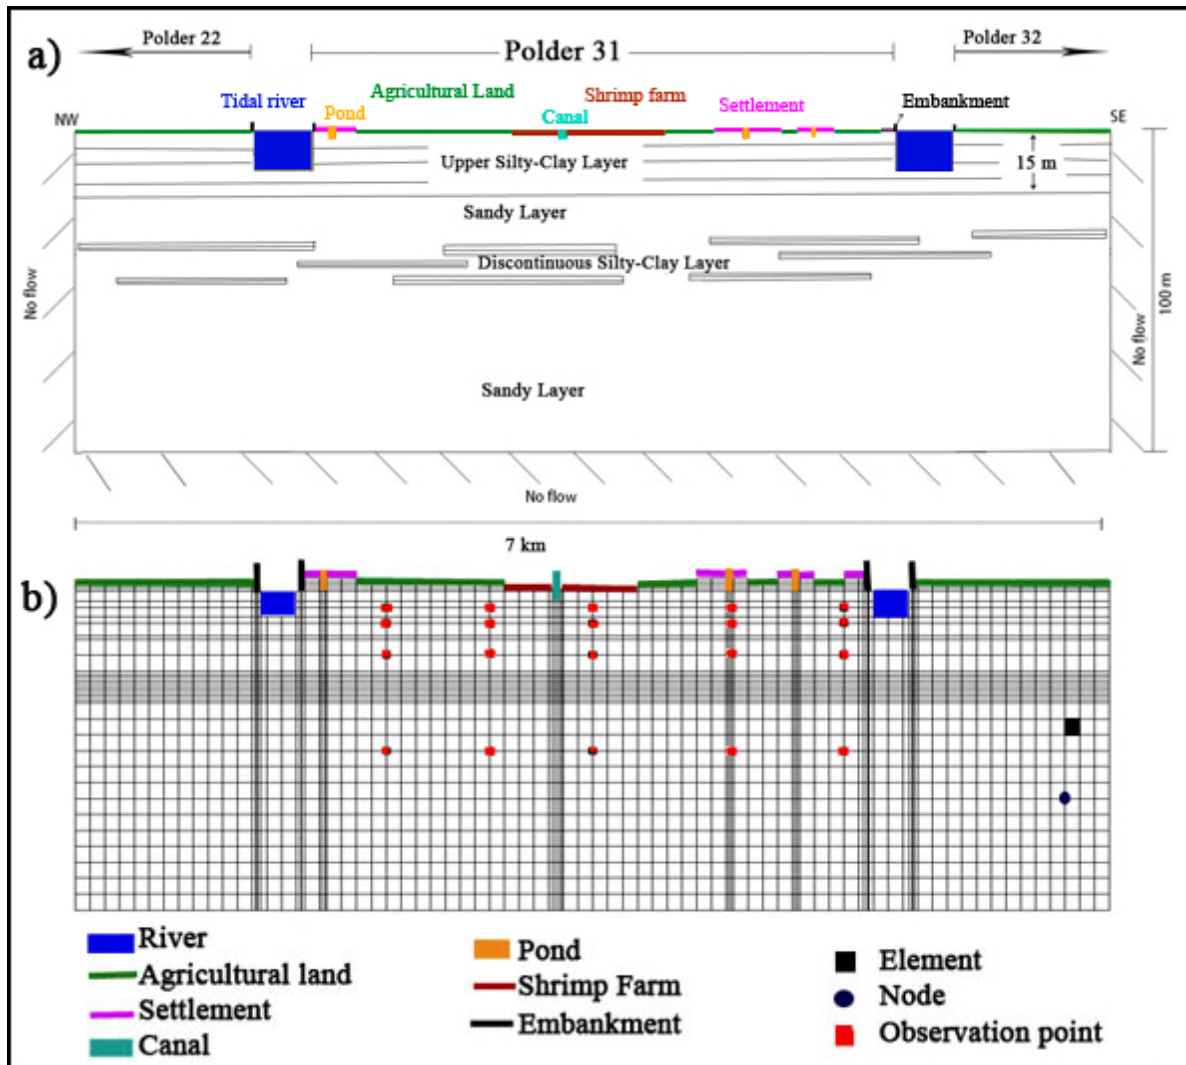 a)
Polder 22
Polder 31
Polder 32
Tidal river
Pond
Agricultural Land
Canal
Shrimp farm
Settlement
Embankment
NW
SE
Upper Silty-Clay Layer
15 m
Sandy Layer
Discontinuous Silty-Clay Layer
No flow
No flow
100 m
Sandy Layer
No flow
7 km
b)
River
Agricultural land
Settlement
Canal
Pond
Shrimp Farm
Embankment
Element
Node
Observation point